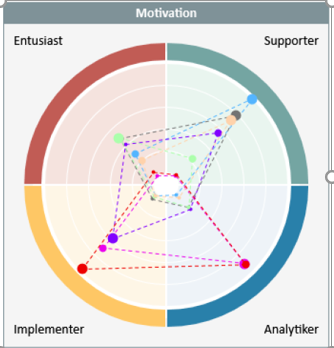 Motivation
Entusiast
Supporter
Implementer
Analytiker